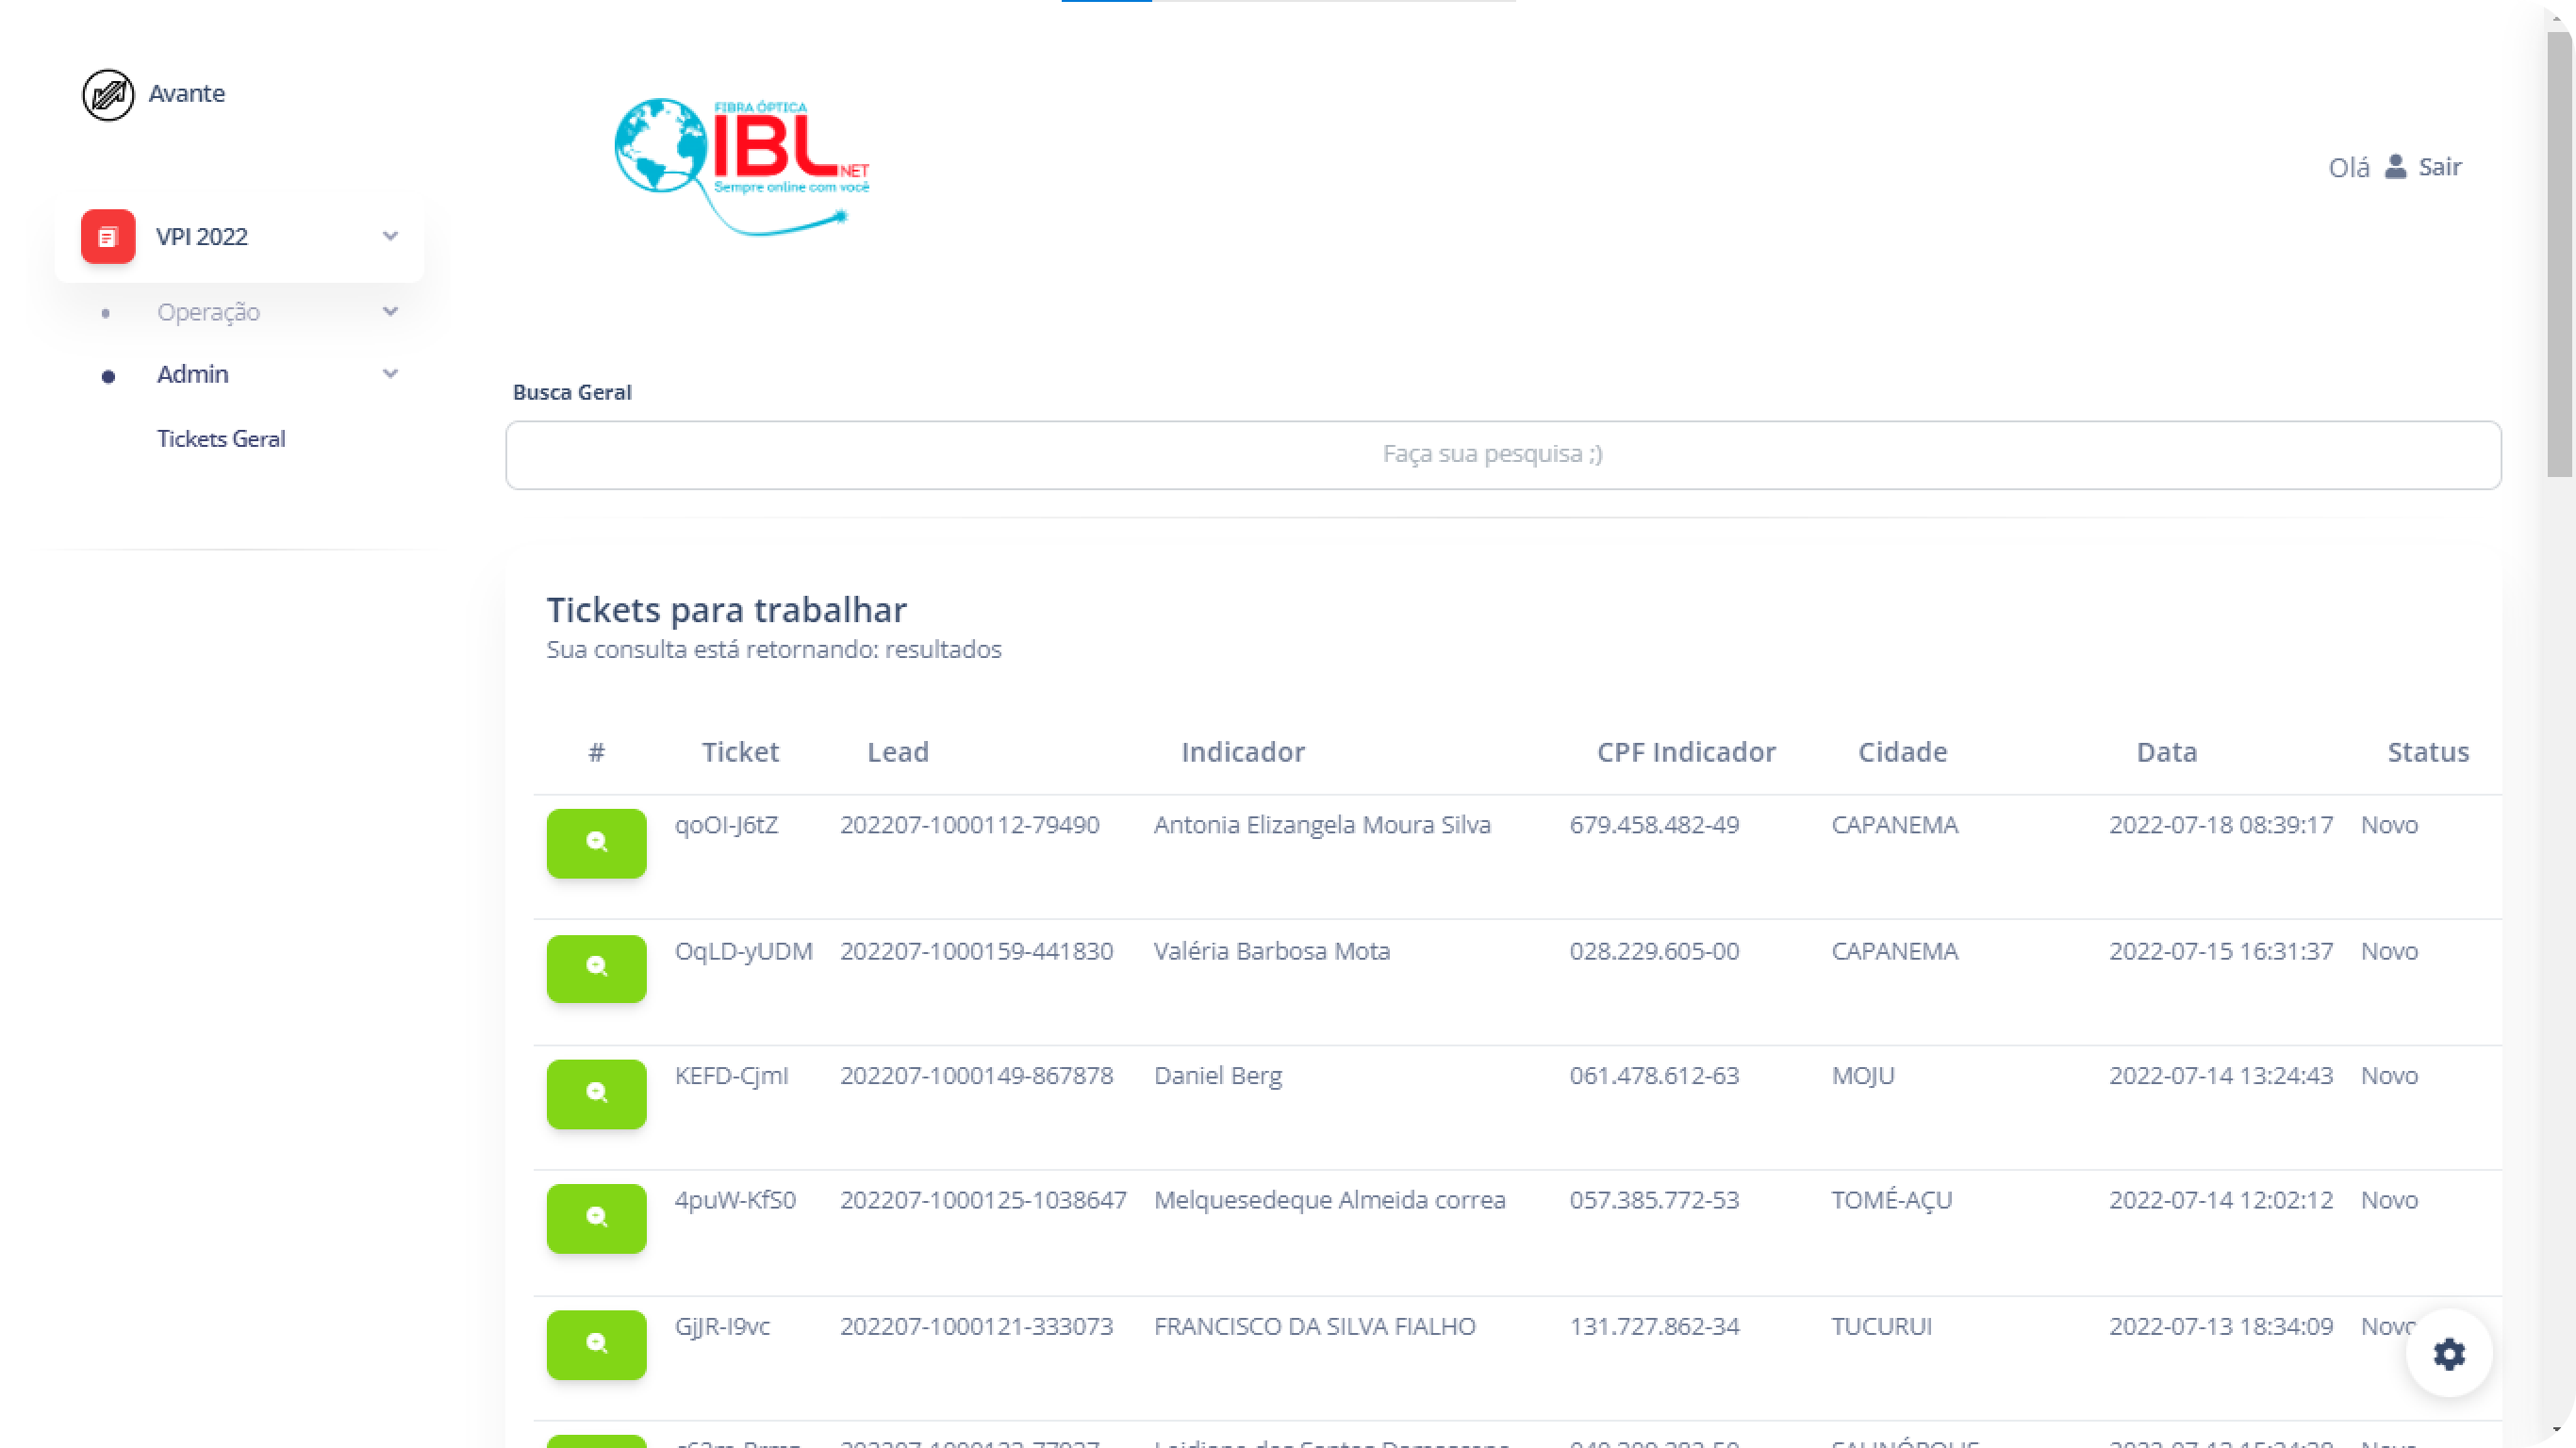 Avante
FIBRA ÓPTICA
IBL NET
Sempre online com você
Olá Sair
VPI 2022
Operação
Admin
Tickets Geral
Busca Geral
Faça sua pesquisa ;)
Tickets para trabalhar
Sua consulta está retornando: resultados
# Ticket Lead Indicador CPF Indicador Cidade Data Status
qoOI-J6tZ 202207-1000112-79490 Antonia Elizangela Moura Silva 679.458.482-49 CAPANEMA 2022-07-18 08:39:17 Novo
OqLD-yUDM 202207-1000159-441830 Valéria Barbosa Mota 028.229.605-00 CAPANEMA 2022-07-15 16:31:37 Novo
KEFD-CjmI 202207-1000149-867878 Daniel Berg 061.478.612-63 MOJU 2022-07-14 13:24:43 Novo
4puW-KfS0 202207-1000125-1038647 Melquesedeque Almeida correa 057.385.772-53 TOMÉ-AÇU 2022-07-14 12:02:12 Novo
GjJR-I9vc 202207-1000121-333073 FRANCISCO DA SILVA FIALHO 131.727.862-34 TUCURUI 2022-07-13 18:34:09 Novo